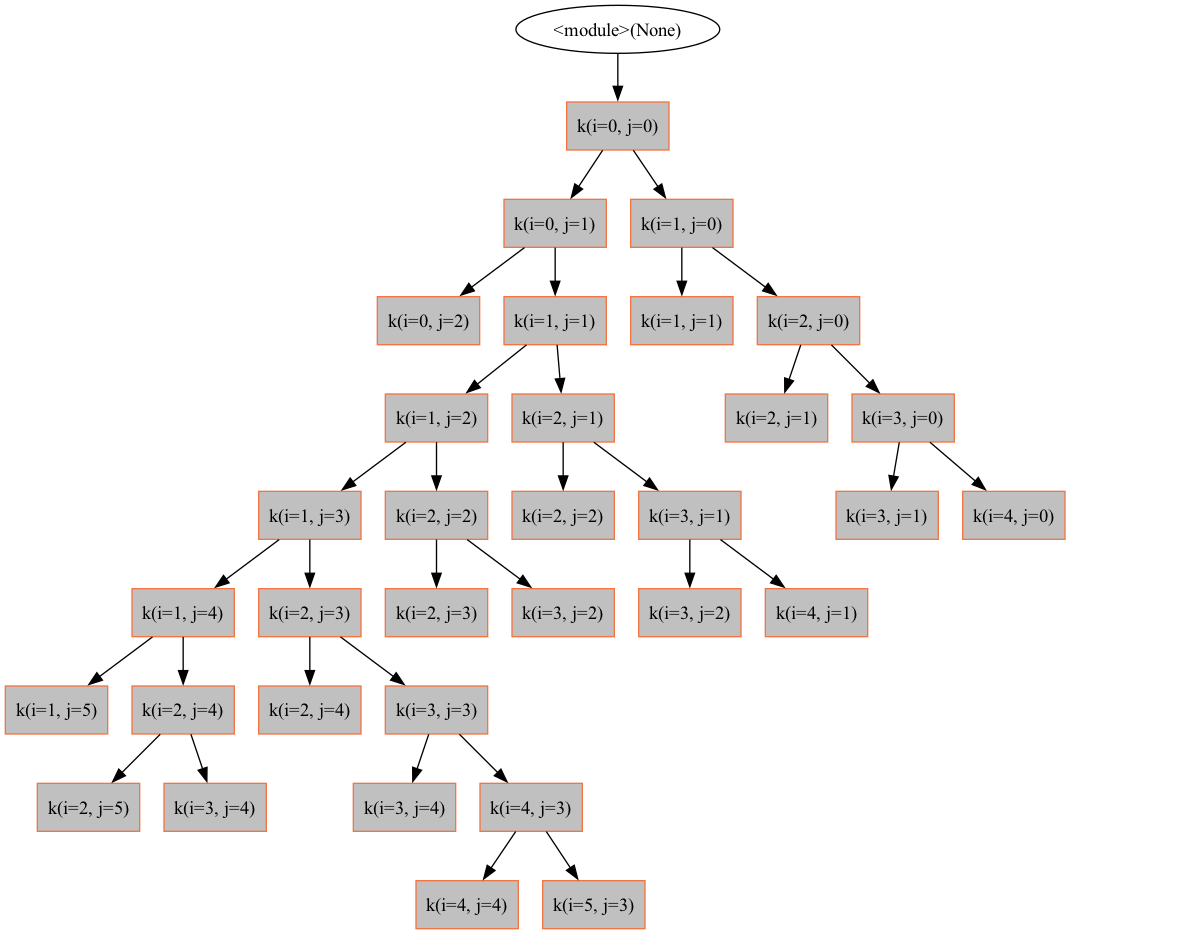 <module>(None)
k(i=0, j=0)
k(i=0, j=1)
k(i=1, j=0)
k(i=0, j=2)
k(i=1, j=1)
k(i=1, j=1)
k(i=2, j=0)
k(i=1, j=2)
k(i=2, j=1)
k(i=2, j=1)
k(i=3, j=0)
k(i=1, j=3)
k(i=2, j=2)
k(i=2, j=2)
k(i=3, j=1)
k(i=3, j=1)
k(i=4, j=0)
k(i=1, j=4)
k(i=2, j=3)
k(i=2, j=3)
k(i=3, j=2)
k(i=3, j=2)
k(i=4, j=1)
k(i=1, j=5)
k(i=2, j=4)
k(i=2, j=4)
k(i=3, j=3)
k(i=2, j=5)
k(i=3, j=4)
k(i=3, j=4)
k(i=4, j=3)
k(i=4, j=4)
k(i=5, j=3)